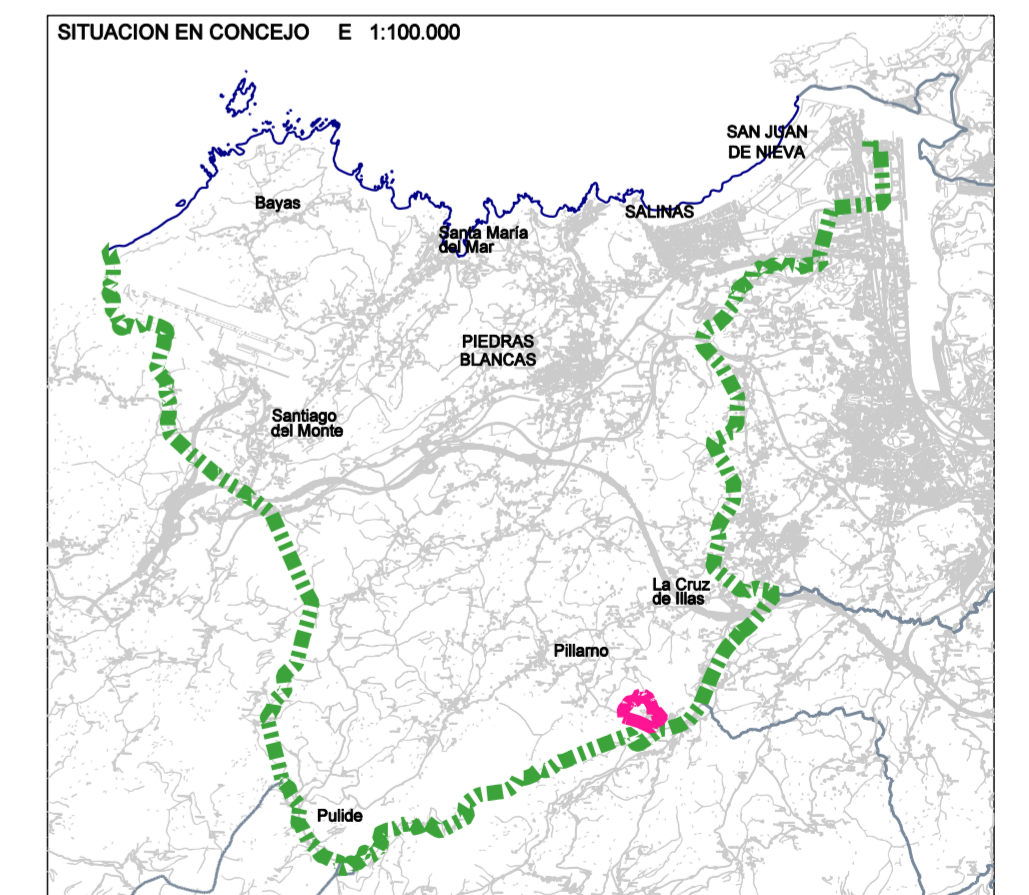 SITUACION EN CONCEJO E 1:100.000
SAN JUAN
DE NIEVA
Bayas
SALINAS
Santa María
del Mar
PIEDRAS
BLANCAS
Santiago
del Monte
La Cruz
de Illas
Pillarno
Pulide